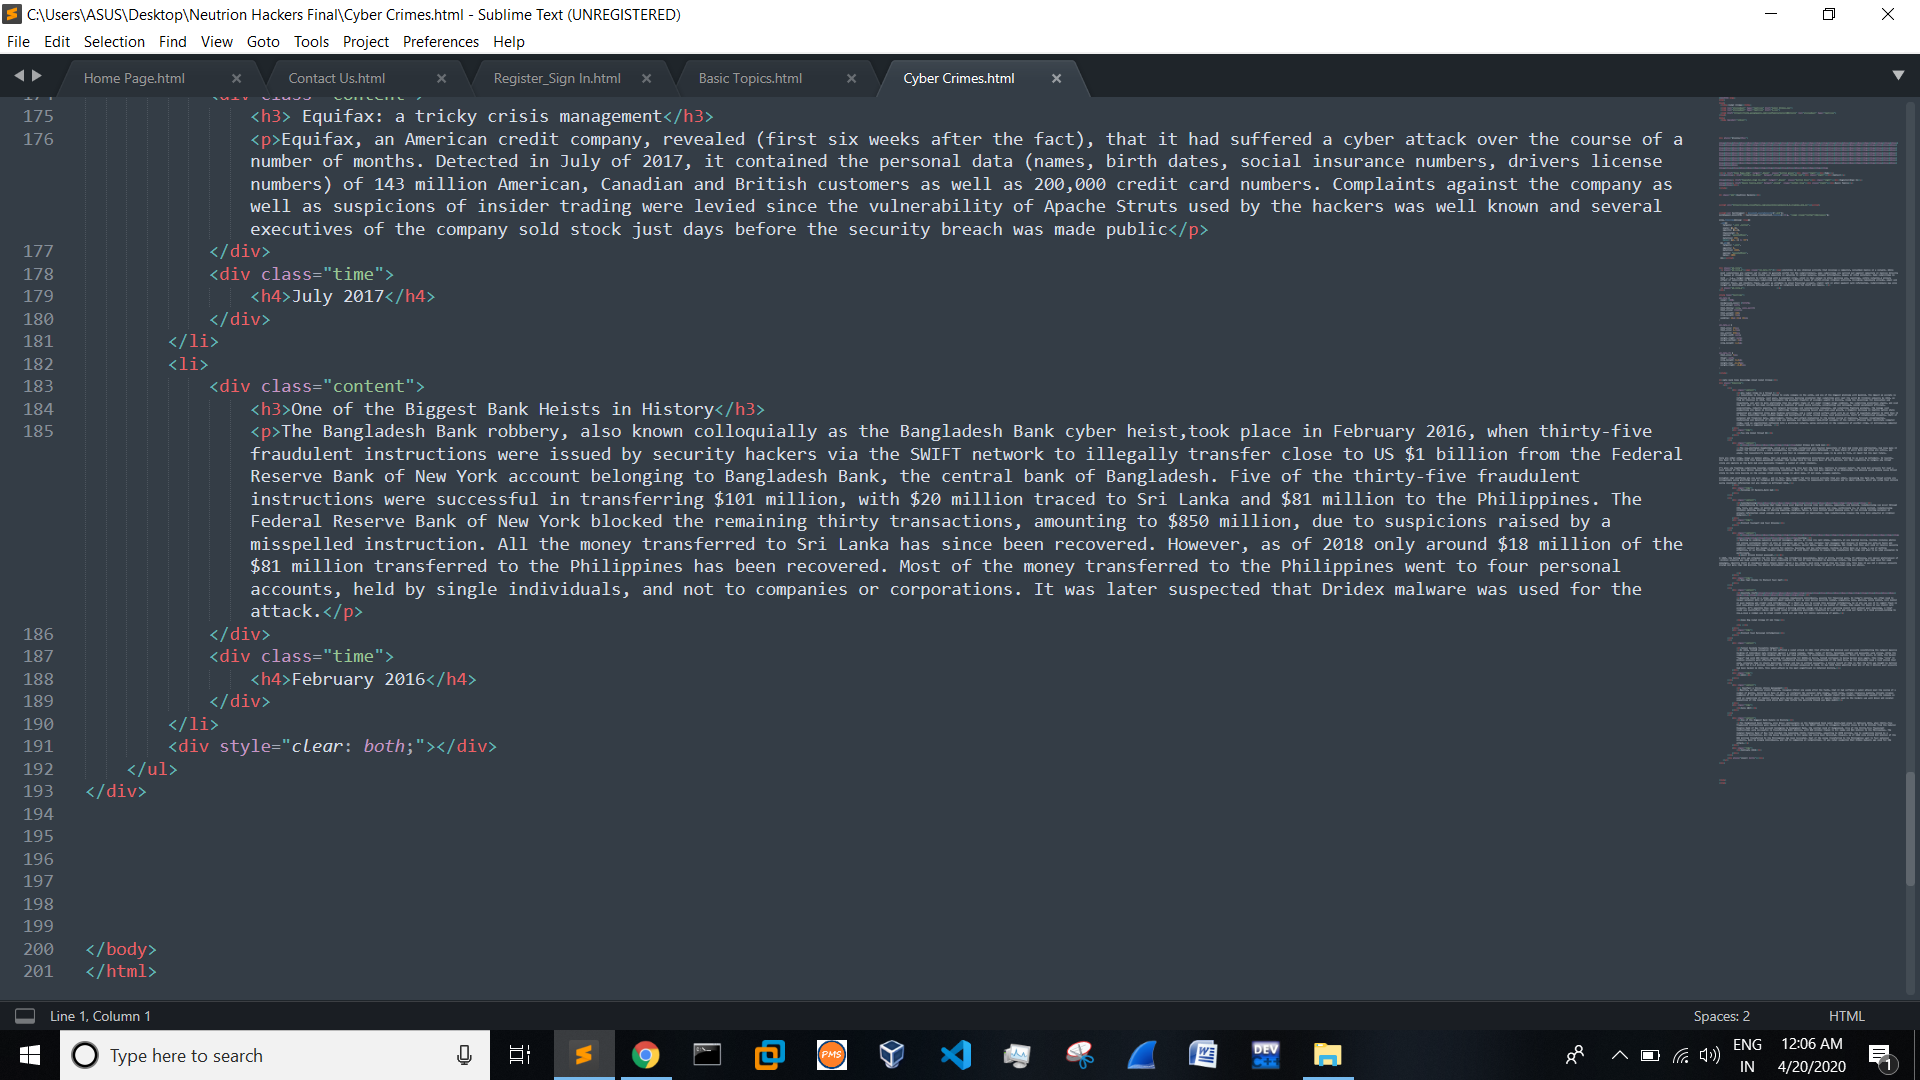 C:\Users\ASUS\Desktop\Neutrion Hackers Final\Cyber Crimes.html - Sublime Text (UNREGISTERED)
File Edit Selection Find View Goto Tools Project Preferences Help
Home Page.html Contact Us.html Register_Sign In.html Basic Topics.html Cyber Crimes.html
174 <div class="content">
175 <h3> Equifax: a tricky crisis management</h3>
176 <p>Equifax, an American credit company, revealed (first six weeks after the fact), that it had suffered a cyber attack over the course of a
number of months. Detected in July of 2017, it contained the personal data (names, birth dates, social insurance numbers, drivers license
numbers) of 143 million American, Canadian and British customers as well as 200,000 credit card numbers. Complaints against the company as
well as suspicions of insider trading were levied since the vulnerability of Apache Struts used by the hackers was well known and several
executives of the company sold stock just days before the security breach was made public</p>
177 </div>
178 <div class="time">
179 <h4>July 2017</h4>
180 </div>
181 </li>
182 <li>
183 <div class="content">
184 <h3>One of the Biggest Bank Heists in History</h3>
185 <p>The Bangladesh Bank robbery, also known colloquially as the Bangladesh Bank cyber heist,took place in February 2016, when thirty-five
fraudulent instructions were issued by security hackers via the SWIFT network to illegally transfer close to US $1 billion from the Federal
Reserve Bank of New York account belonging to Bangladesh Bank, the central bank of Bangladesh. Five of the thirty-five fraudulent
instructions were successful in transferring $101 million, with $20 million traced to Sri Lanka and $81 million to the Philippines. The
Federal Reserve Bank of New York blocked the remaining thirty transactions, amounting to $850 million, due to suspicions raised by a
misspelled instruction. All the money transferred to Sri Lanka has since been recovered. However, as of 2018 only around $18 million of the
$81 million transferred to the Philippines has been recovered. Most of the money transferred to the Philippines went to four personal
accounts, held by single individuals, and not to companies or corporations. It was later suspected that Dridex malware was used for the
attack.</p>
186 </div>
187 <div class="time">
188 <h4>February 2016</h4>
189 </div>
190 </li>
191 <div style="clear: both;"></div>
192 </ul>
193 </div>
194
195
196
197
198
199
200 </body>
201 </html>
Line 1, Column 1 Spaces: 2 HTML
Type here to search
PMS
DEV
ENG
IN
12:06 AM
4/20/2020
1